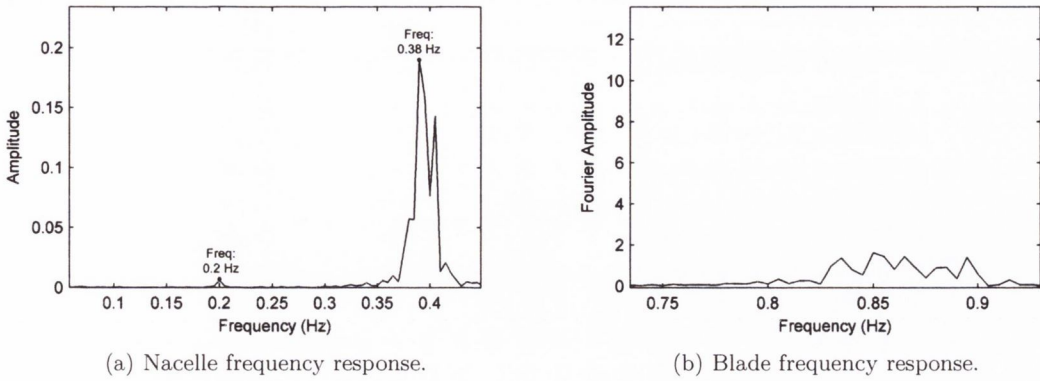 Freq:
0.38 Hz
0.2
0.15
0.1
0.05
0
Amplitude
Freq:
0.2 Hz
0.1 0.15 0.2 0.25 0.3 0.35 0.4
Frequency (Hz)
(a) Nacelle frequency response.
12
10
8
6
4
2
0
Fourier Amplitude
0.75 0.8 0.85 0.9
Frequency (Hz)
(b) Blade frequency response.